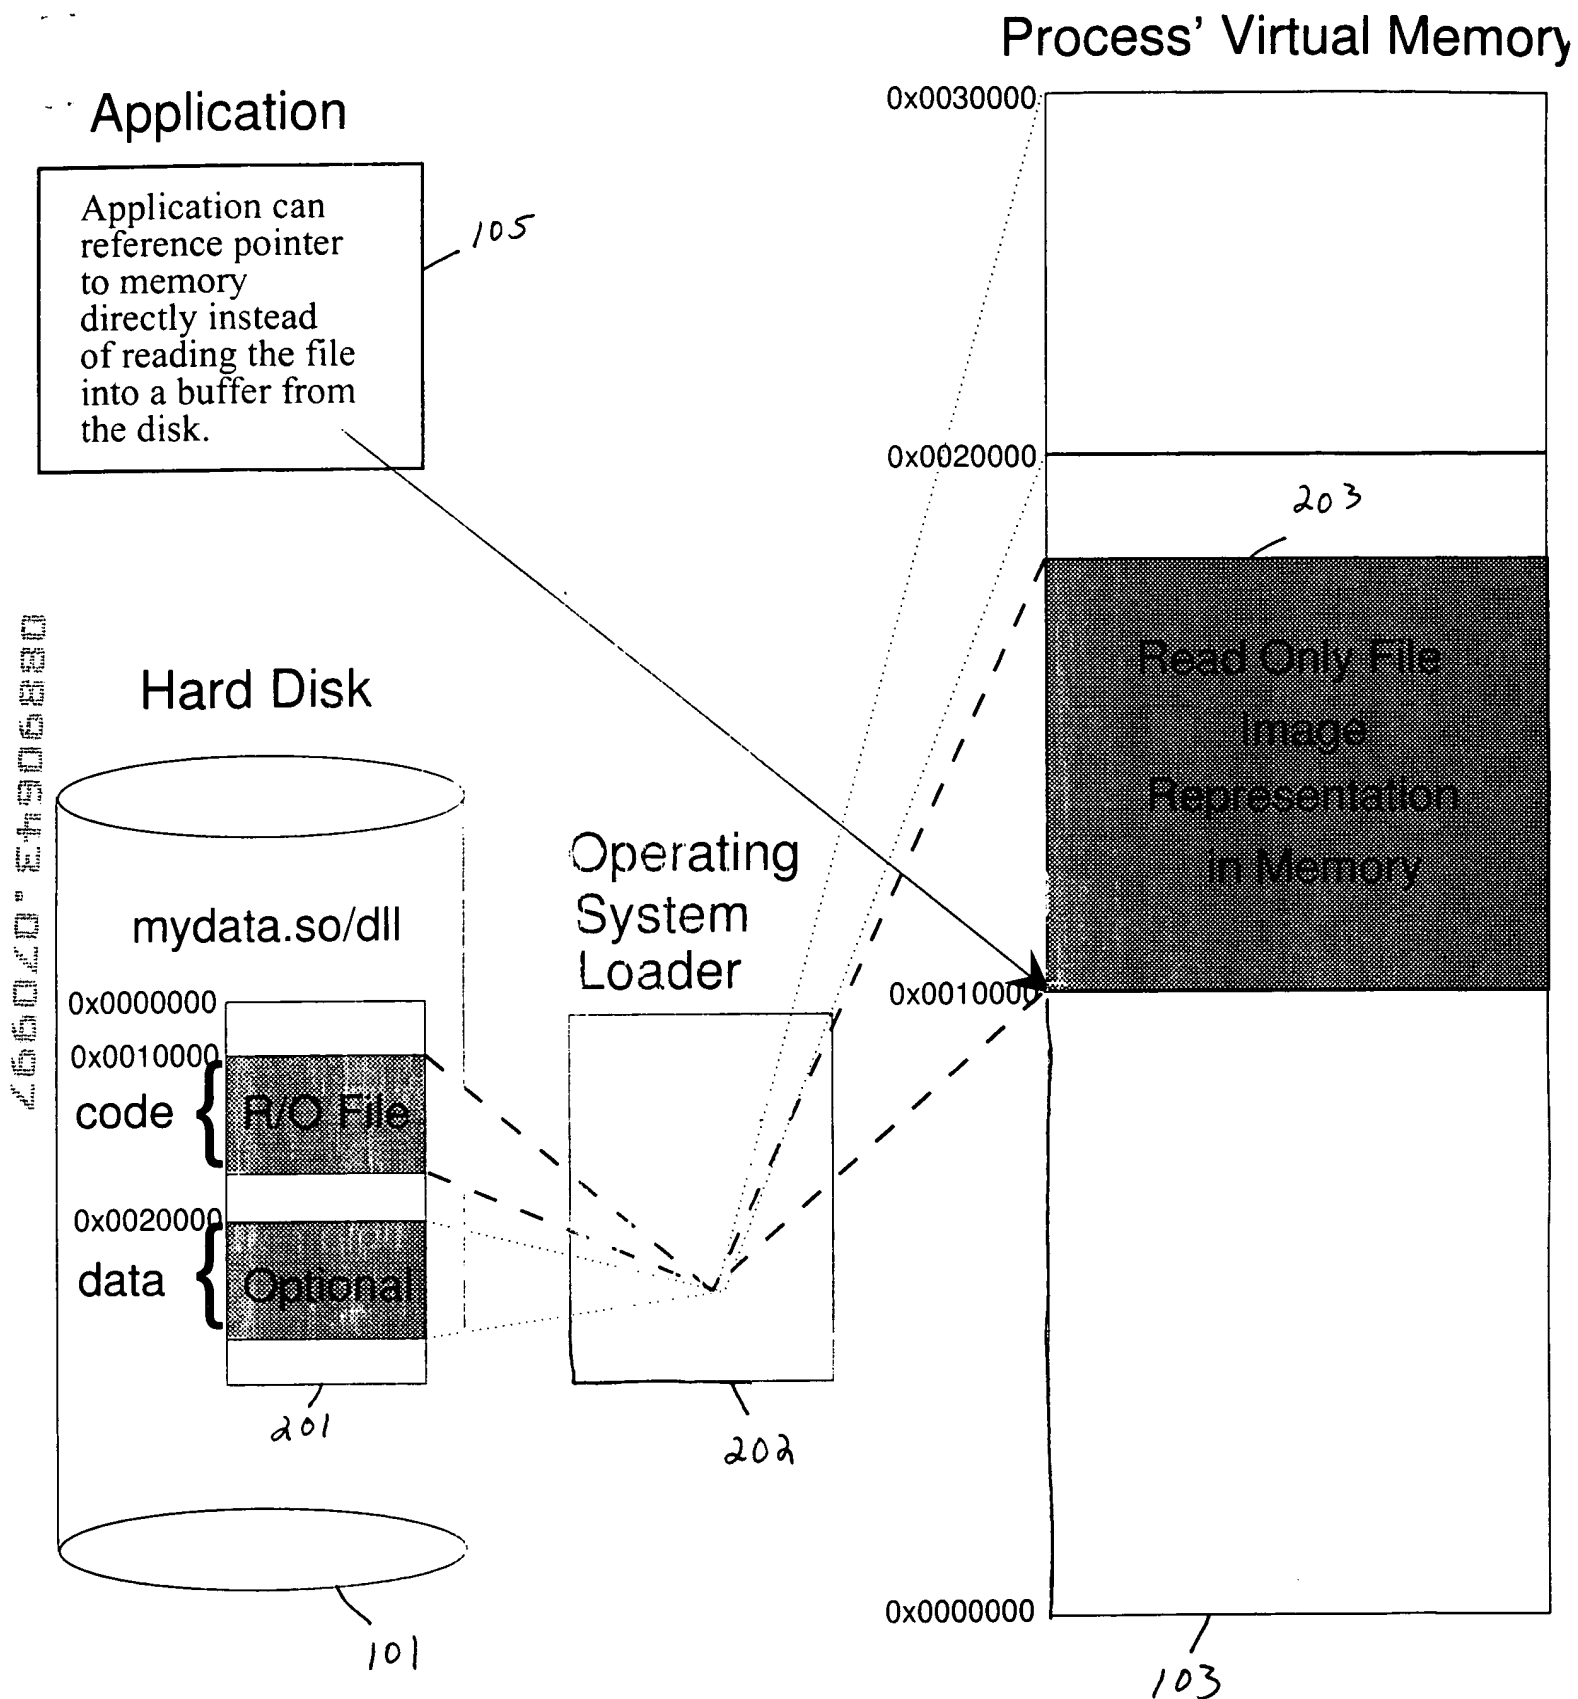 Process' Virtual Memory
Application
Application can
reference pointer
to memory
directly instead
of reading the file
into a buffer from
the disk.
105
0x0030000
0x0020000
203
Read Only File
Image
Representation
in Memory
0x0010000
0x0000000
103
Hard Disk
mydata.so/dll
0x0000000
0x0010000
code
R/O File
0x0020000
data
Optional
201
101
Operating
System
Loader
202
08890643.070997